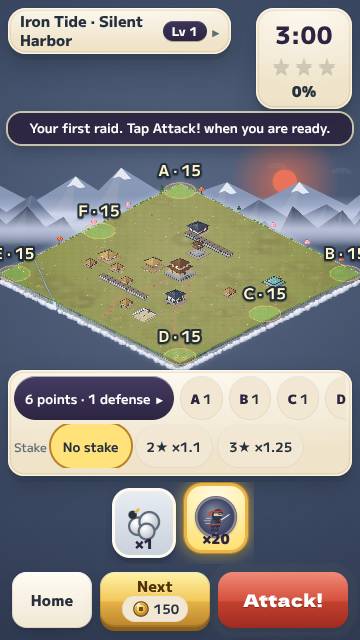 Iron Tide · Silent
Harbor
Lv 1 ▸
3:00
0%
Your first raid. Tap Attack! when you are ready.
A · 15
F · 15
E · 15
B · 15
C · 15
D · 15
6 points · 1 defense ▸
A 1
B 1
C 1
D
Stake
No stake
2★ ×1.1
3★ ×1.25
×1
×20
Home
Next
150
Attack!